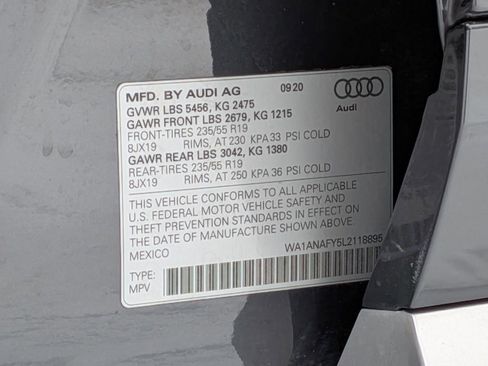 MFD. BY AUDI AG 09 20
GVWR LBS 5456, KG 2475
GAWR FRONT LBS 2679, KG 1215
FRONT-TIRES 235/55 R19
8JX19 RIMS, AT 230 KPA 33 PSI COLD
GAWR REAR LBS 3042, KG 1380
REAR-TIRES 235/55 R19
8JX19 RIMS, AT 250 KPA 36 PSI COLD
Audi
THIS VEHICLE CONFORMS TO ALL APPLICABLE
U.S. FEDERAL MOTOR VEHICLE SAFETY AND
THEFT PREVENTION STANDARDS IN EFFECT ON
THE DATE OF MANUFACTURE SHOWN ABOVE.
MEXICO WA1ANAFY5L2118895
TYPE:
MPV